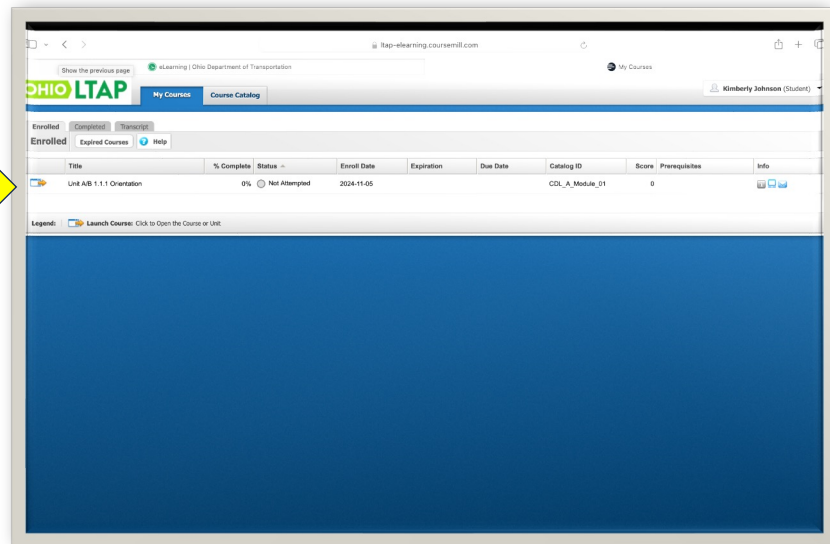 ltap-elearning.coursemill.com
Show the previous page
eLearning | Ohio Department of Transportation
My Courses
OHIO LTAP
My Courses
Course Catalog
Kimberly Johnson (Student)
Enrolled
Completed
Transcript
Enrolled
Expired Courses
Help
Title % Complete Status Enroll Date Expiration Due Date Catalog ID Score Prerequisites Info
Unit A/B 1.1.1 Orientation 0% Not Attempted 2024-11-05 CDL_A_Module_01 0
Legend: Launch Course: Click to Open the Course or Unit